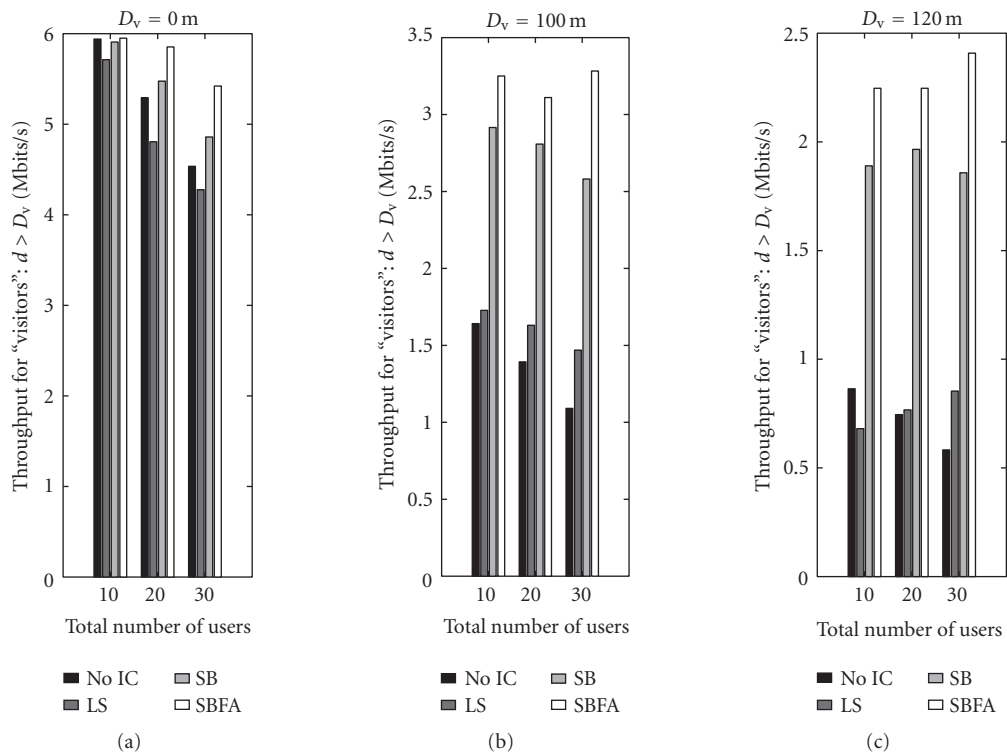 D_v = 0 m
Throughput for “visitors”: d > D_v (Mbits/s)
6
5
4
3
2
1
0
10 20 30
Total number of users
No IC SB
LS SBFA
(a)
D_v = 100 m
Throughput for “visitors”: d > D_v (Mbits/s)
3.5
3
2.5
2
1.5
1
0.5
0
10 20 30
Total number of users
No IC SB
LS SBFA
(b)
D_v = 120 m
Throughput for “visitors”: d > D_v (Mbits/s)
2.5
2
1.5
1
0.5
0
10 20 30
Total number of users
No IC SB
LS SBFA
(c)